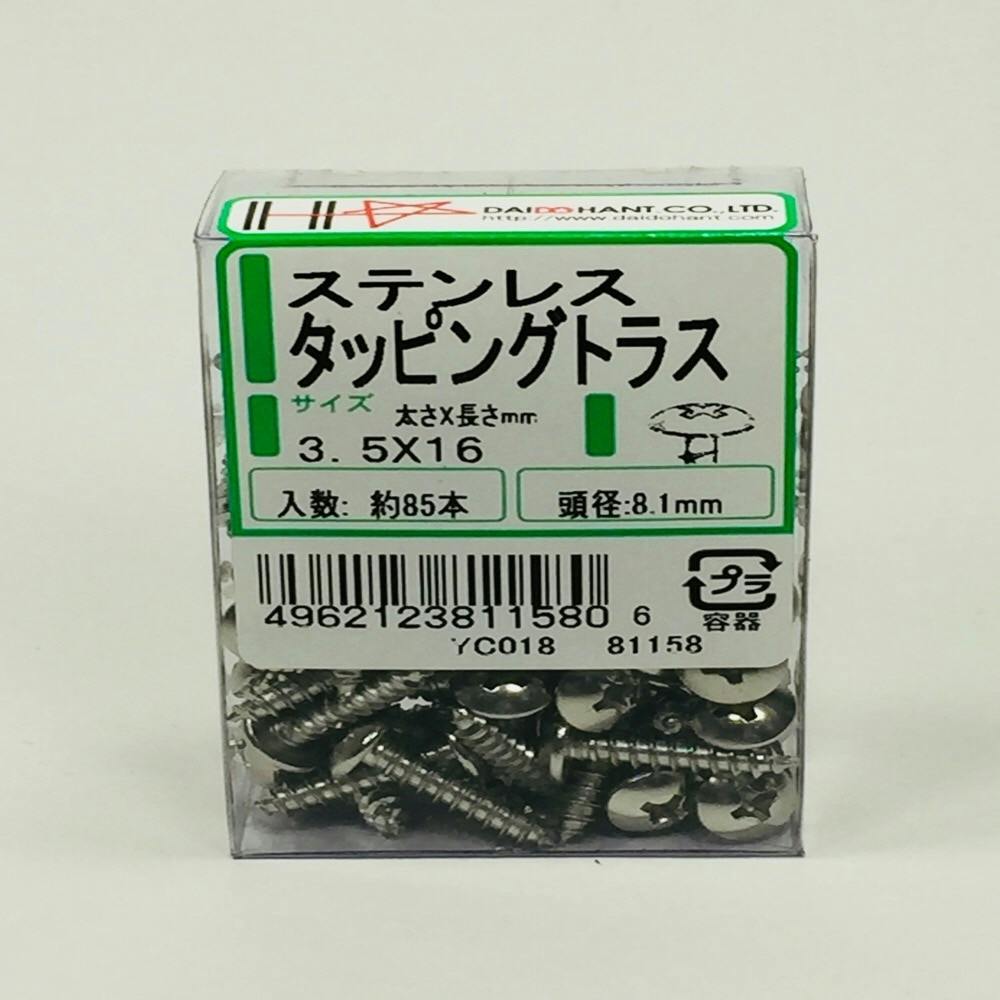 DAIDOHANT.CO.,LTD.
http://www.daidohant.com
ステンレス
タッピングトラス
サイズ 太さX長さmm
3.5X16
入数: 約85本 頭径:8.1mm
プラ
4962123811580 6 容器
YC018 81158